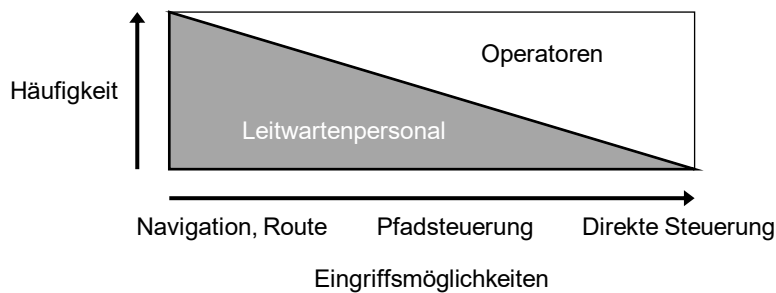 Operatoren
Häufigkeit
Leitwartenpersonal
Navigation, Route
Pfadsteuerung
Direkte Steuerung
Eingriffsmöglichkeiten